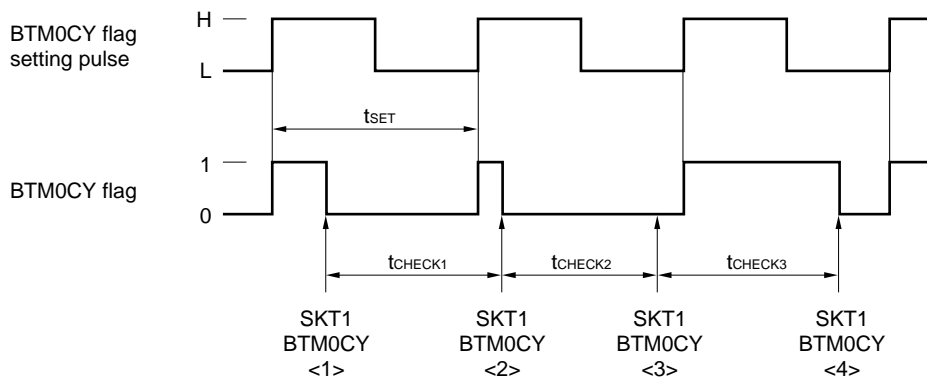 H
BTM0CY flag
setting pulse
L
tSET
1
BTM0CY flag
0
tCHECK1 tCHECK2 tCHECK3
SKT1 SKT1 SKT1 SKT1
BTM0CY BTM0CY BTM0CY BTM0CY
<1> <2> <3> <4>